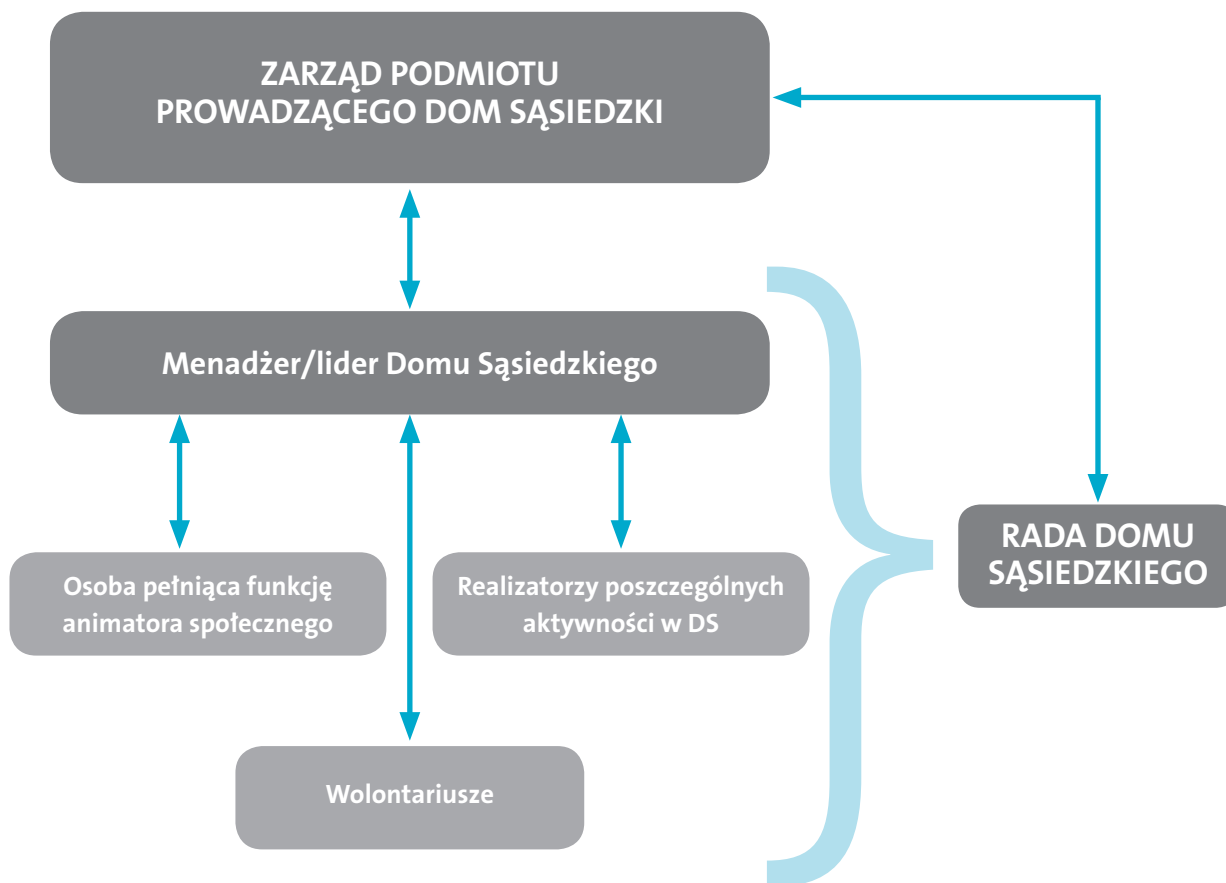 ZARZĄD PODMIOTU
PROWADZĄCEGO DOM SĄSIEDZKI
Menadżer/lider Domu Sąsiedzkiego
Osoba pełniąca funkcję
animatora społecznego
Realizatorzy poszczególnych
aktywności w DS
Wolontariusze
RADA DOMU
SĄSIEDZKIEGO